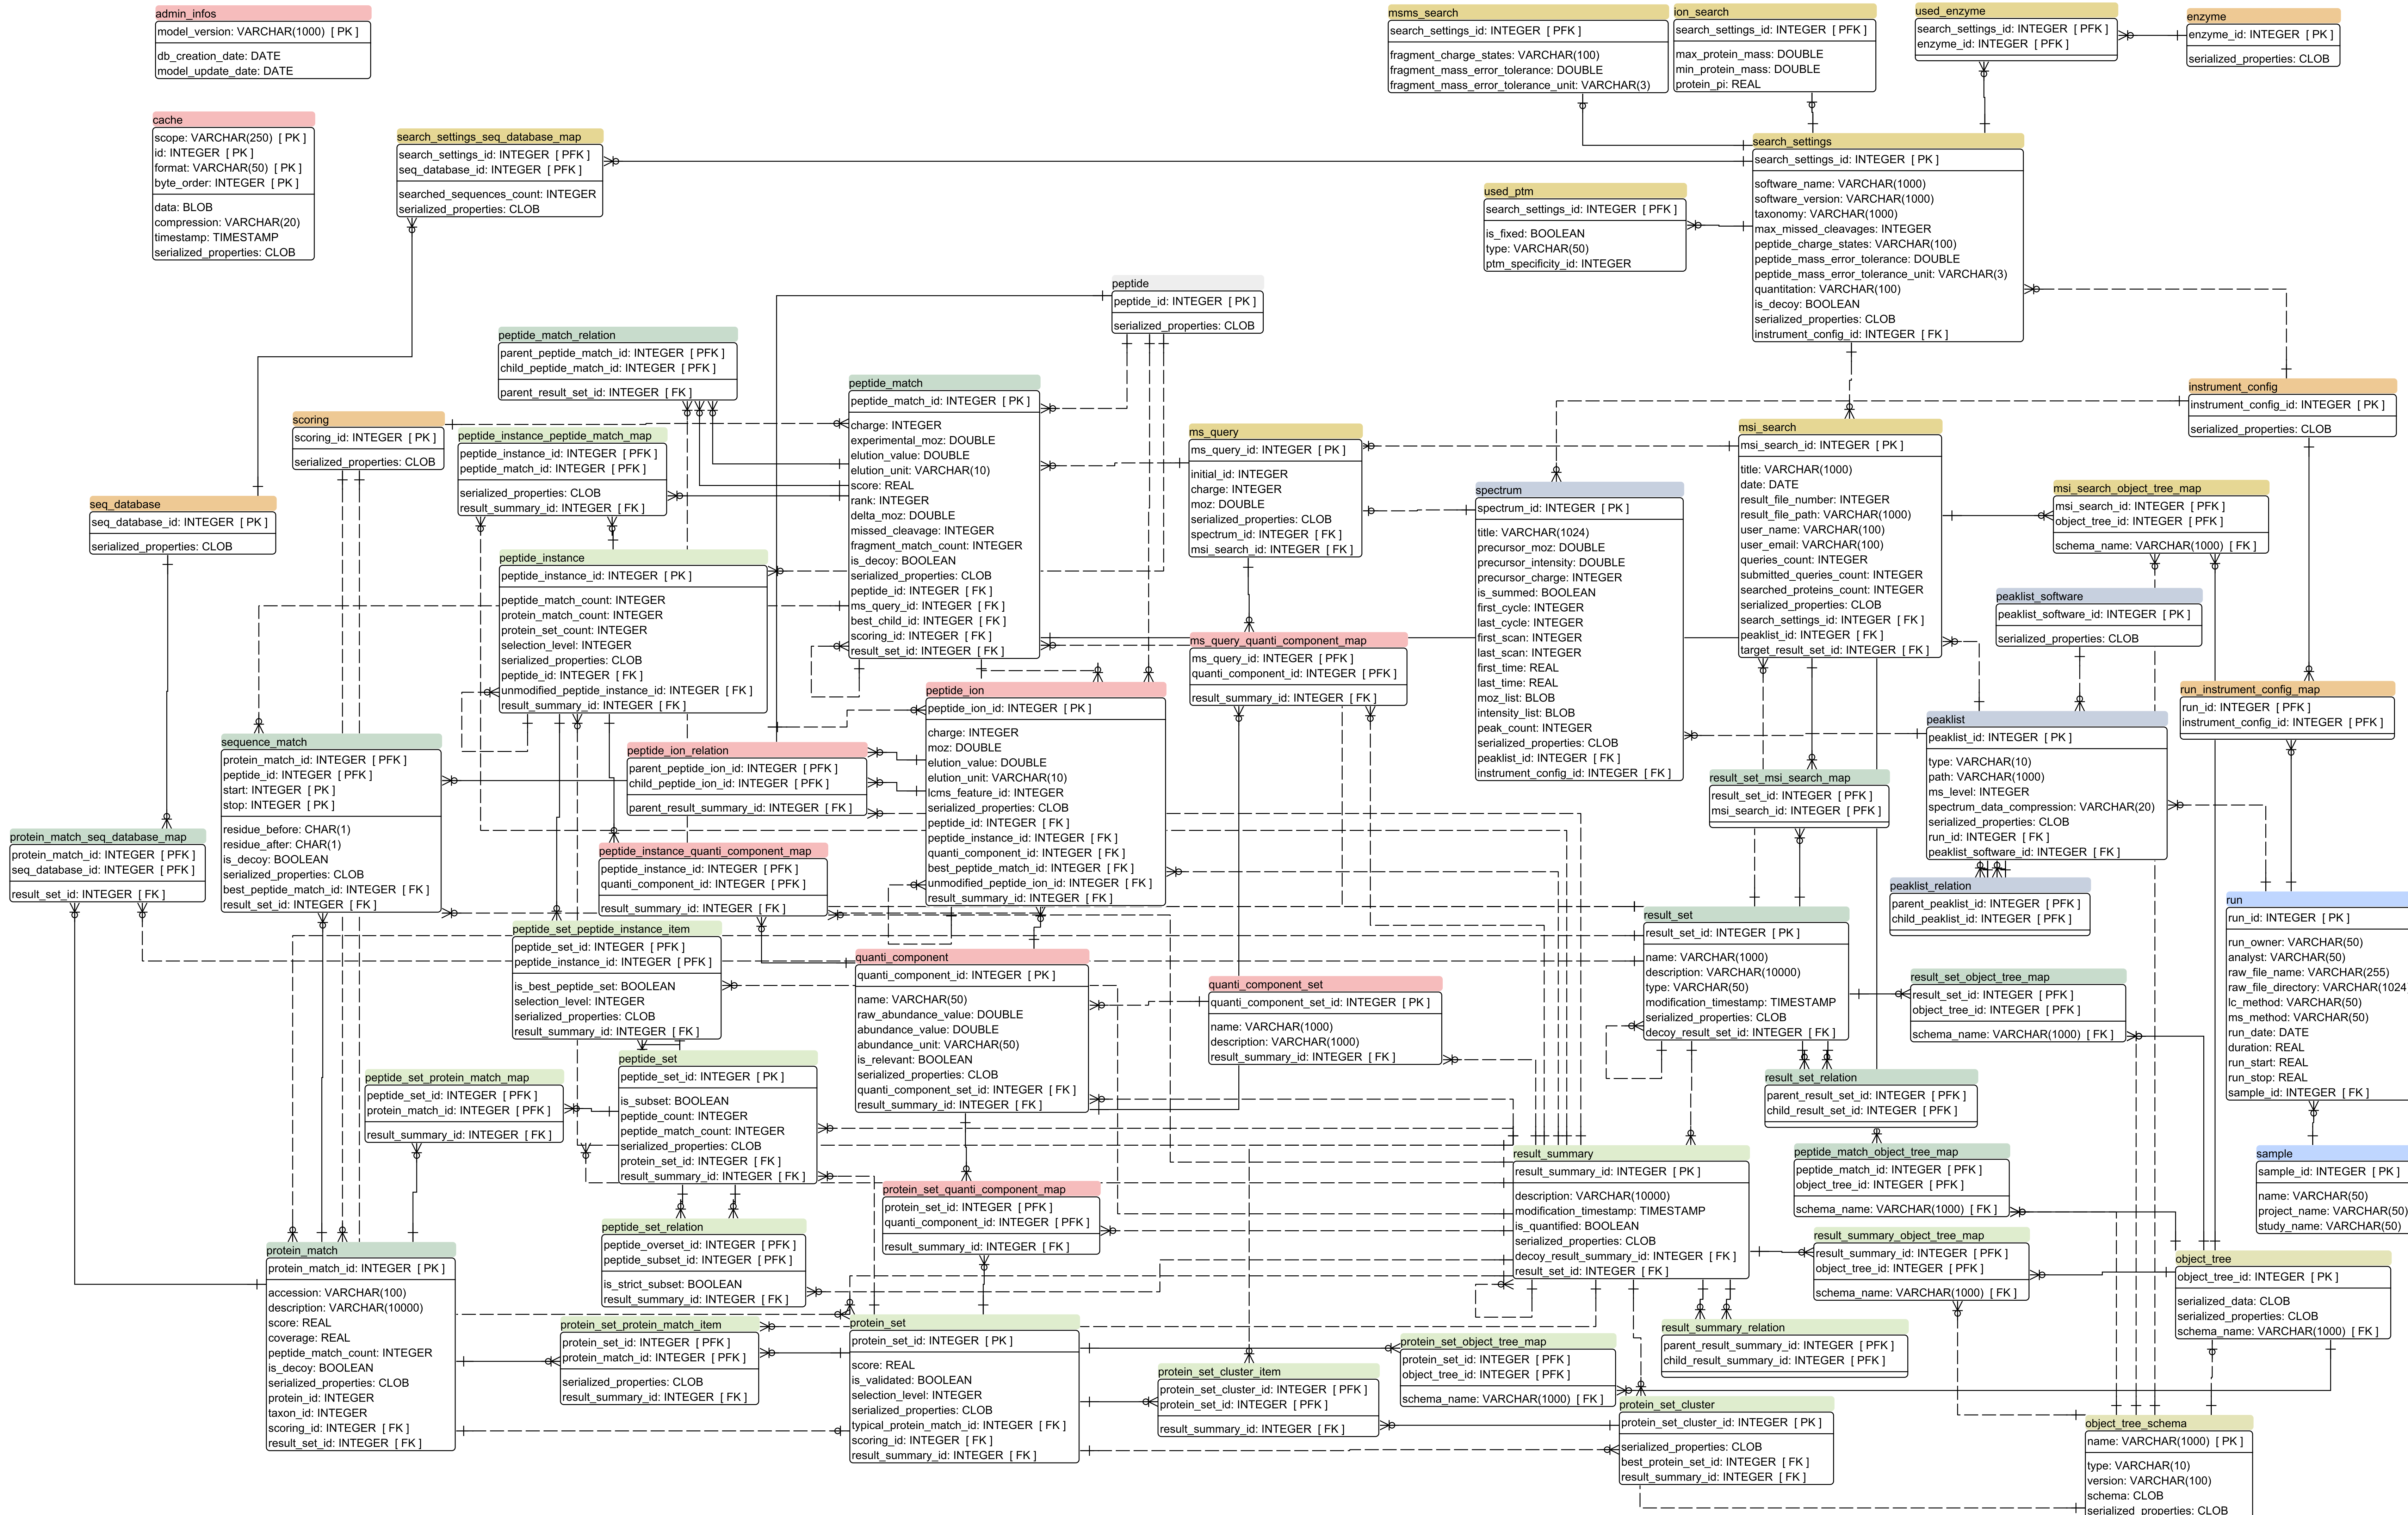 admin_infos
model_version: VARCHAR(1000) [ PK ]
db_creation_date: DATE
model_update_date: DATE
msms_search
search_settings_id: INTEGER [ PFK ]
fragment_charge_states: VARCHAR(100)
fragment_mass_error_tolerance: DOUBLE
fragment_mass_error_tolerance_unit: VARCHAR(3)
ion_search
search_settings_id: INTEGER [ PFK ]
max_protein_mass: DOUBLE
min_protein_mass: DOUBLE
protein_pi: REAL
used_enzyme
search_settings_id: INTEGER [ PFK ]
enzyme_id: INTEGER [ PFK ]
enzyme
enzyme_id: INTEGER [ PK ]
serialized_properties: CLOB
cache
scope: VARCHAR(250) [ PK ]
id: INTEGER [ PK ]
format: VARCHAR(50) [ PK ]
byte_order: INTEGER [ PK ]
data: BLOB
compression: VARCHAR(20)
timestamp: TIMESTAMP
serialized_properties: CLOB
search_settings_seq_database_map
search_settings_id: INTEGER [ PFK ]
seq_database_id: INTEGER [ PFK ]
searched_sequences_count: INTEGER
serialized_properties: CLOB
search_settings
search_settings_id: INTEGER [ PK ]
software_name: VARCHAR(1000)
software_version: VARCHAR(1000)
taxonomy: VARCHAR(1000)
max_missed_cleavages: INTEGER
peptide_charge_states: VARCHAR(100)
peptide_mass_error_tolerance: DOUBLE
peptide_mass_error_tolerance_unit: VARCHAR(3)
quantitation: VARCHAR(100)
is_decoy: BOOLEAN
serialized_properties: CLOB
instrument_config_id: INTEGER [ FK ]
used_ptm
search_settings_id: INTEGER [ PFK ]
is_fixed: BOOLEAN
type: VARCHAR(50)
ptm_specificity_id: INTEGER
peptide
peptide_id: INTEGER [ PK ]
serialized_properties: CLOB
peptide_match_relation
parent_peptide_match_id: INTEGER [ PFK ]
child_peptide_match_id: INTEGER [ PFK ]
parent_result_set_id: INTEGER [ FK ]
peptide_match
peptide_match_id: INTEGER [ PK ]
charge: INTEGER
experimental_moz: DOUBLE
elution_value: DOUBLE
elution_unit: VARCHAR(10)
score: REAL
rank: INTEGER
delta_moz: DOUBLE
missed_cleavage: INTEGER
fragment_match_count: INTEGER
is_decoy: BOOLEAN
serialized_properties: CLOB
peptide_id: INTEGER [ FK ]
ms_query_id: INTEGER [ FK ]
best_child_id: INTEGER [ FK ]
scoring_id: INTEGER [ FK ]
result_set_id: INTEGER [ FK ]
instrument_config
instrument_config_id: INTEGER [ PK ]
serialized_properties: CLOB
scoring
scoring_id: INTEGER [ PK ]
serialized_properties: CLOB
peptide_instance_peptide_match_map
peptide_instance_id: INTEGER [ PFK ]
peptide_match_id: INTEGER [ PFK ]
serialized_properties: CLOB
result_summary_id: INTEGER [ FK ]
ms_query
ms_query_id: INTEGER [ PK ]
initial_id: INTEGER
charge: INTEGER
moz: DOUBLE
serialized_properties: CLOB
spectrum_id: INTEGER [ FK ]
msi_search_id: INTEGER [ FK ]
msi_search
msi_search_id: INTEGER [ PK ]
title: VARCHAR(1000)
date: DATE
result_file_number: INTEGER
result_file_path: VARCHAR(1000)
user_name: VARCHAR(100)
user_email: VARCHAR(100)
queries_count: INTEGER
submitted_queries_count: INTEGER
searched_proteins_count: INTEGER
serialized_properties: CLOB
search_settings_id: INTEGER [ FK ]
peaklist_id: INTEGER [ FK ]
target_result_set_id: INTEGER [ FK ]
spectrum
spectrum_id: INTEGER [ PK ]
title: VARCHAR(1024)
precursor_moz: DOUBLE
precursor_intensity: DOUBLE
precursor_charge: INTEGER
is_summed: BOOLEAN
first_cycle: INTEGER
last_cycle: INTEGER
first_scan: INTEGER
last_scan: INTEGER
first_time: REAL
last_time: REAL
moz_list: BLOB
intensity_list: BLOB
peak_count: INTEGER
serialized_properties: CLOB
peaklist_id: INTEGER [ FK ]
instrument_config_id: INTEGER [ FK ]
msi_search_object_tree_map
msi_search_id: INTEGER [ PFK ]
object_tree_id: INTEGER [ PFK ]
schema_name: VARCHAR(1000) [ FK ]
seq_database
seq_database_id: INTEGER [ PK ]
serialized_properties: CLOB
peptide_instance
peptide_instance_id: INTEGER [ PK ]
peptide_match_count: INTEGER
protein_match_count: INTEGER
protein_set_count: INTEGER
selection_level: INTEGER
serialized_properties: CLOB
peptide_id: INTEGER [ FK ]
unmodified_peptide_instance_id: INTEGER [ FK ]
result_summary_id: INTEGER [ FK ]
peaklist_software
peaklist_software_id: INTEGER [ PK ]
serialized_properties: CLOB
ms_query_quanti_component_map
ms_query_id: INTEGER [ PFK ]
quanti_component_id: INTEGER [ PFK ]
result_summary_id: INTEGER [ FK ]
peptide_ion
peptide_ion_id: INTEGER [ PK ]
charge: INTEGER
moz: DOUBLE
elution_value: DOUBLE
elution_unit: VARCHAR(10)
lcms_feature_id: INTEGER
serialized_properties: CLOB
peptide_id: INTEGER [ FK ]
peptide_instance_id: INTEGER [ FK ]
quanti_component_id: INTEGER [ FK ]
best_peptide_match_id: INTEGER [ FK ]
unmodified_peptide_ion_id: INTEGER [ FK ]
result_summary_id: INTEGER [ FK ]
run_instrument_config_map
run_id: INTEGER [ PFK ]
instrument_config_id: INTEGER [ PFK ]
peaklist
peaklist_id: INTEGER [ PK ]
type: VARCHAR(10)
path: VARCHAR(1000)
ms_level: INTEGER
spectrum_data_compression: VARCHAR(20)
serialized_properties: CLOB
run_id: INTEGER [ FK ]
peaklist_software_id: INTEGER [ FK ]
sequence_match
protein_match_id: INTEGER [ PFK ]
peptide_id: INTEGER [ PFK ]
start: INTEGER [ PK ]
stop: INTEGER [ PK ]
residue_before: CHAR(1)
residue_after: CHAR(1)
is_decoy: BOOLEAN
serialized_properties: CLOB
best_peptide_match_id: INTEGER [ FK ]
result_set_id: INTEGER [ FK ]
peptide_ion_relation
parent_peptide_ion_id: INTEGER [ PFK ]
child_peptide_ion_id: INTEGER [ PFK ]
parent_result_summary_id: INTEGER [ FK ]
result_set_msi_search_map
result_set_id: INTEGER [ PFK ]
msi_search_id: INTEGER [ PFK ]
protein_match_seq_database_map
protein_match_id: INTEGER [ PFK ]
seq_database_id: INTEGER [ PFK ]
result_set_id: INTEGER [ FK ]
peptide_instance_quanti_component_map
peptide_instance_id: INTEGER [ PFK ]
quanti_component_id: INTEGER [ PFK ]
result_summary_id: INTEGER [ FK ]
peaklist_relation
parent_peaklist_id: INTEGER [ PFK ]
child_peaklist_id: INTEGER [ PFK ]
run
run_id: INTEGER [ PK ]
run_owner: VARCHAR(50)
analyst: VARCHAR(50)
raw_file_name: VARCHAR(255)
raw_file_directory: VARCHAR(1024
lc_method: VARCHAR(50)
ms_method: VARCHAR(50)
run_date: DATE
duration: REAL
run_start: REAL
run_stop: REAL
sample_id: INTEGER [ FK ]
result_set
result_set_id: INTEGER [ PK ]
name: VARCHAR(1000)
description: VARCHAR(10000)
type: VARCHAR(50)
modification_timestamp: TIMESTAMP
serialized_properties: CLOB
decoy_result_set_id: INTEGER [ FK ]
peptide_set_peptide_instance_item
peptide_set_id: INTEGER [ PFK ]
peptide_instance_id: INTEGER [ PFK ]
is_best_peptide_set: BOOLEAN
selection_level: INTEGER
serialized_properties: CLOB
result_summary_id: INTEGER [ FK ]
quanti_component
quanti_component_id: INTEGER [ PK ]
name: VARCHAR(50)
raw_abundance_value: DOUBLE
abundance_value: DOUBLE
abundance_unit: VARCHAR(50)
is_relevant: BOOLEAN
serialized_properties: CLOB
quanti_component_set_id: INTEGER [ FK ]
result_summary_id: INTEGER [ FK ]
quanti_component_set
quanti_component_set_id: INTEGER [ PK ]
name: VARCHAR(1000)
description: VARCHAR(1000)
result_summary_id: INTEGER [ FK ]
result_set_object_tree_map
result_set_id: INTEGER [ PFK ]
object_tree_id: INTEGER [ PFK ]
schema_name: VARCHAR(1000) [ FK ]
peptide_set
peptide_set_id: INTEGER [ PK ]
is_subset: BOOLEAN
peptide_count: INTEGER
peptide_match_count: INTEGER
serialized_properties: CLOB
protein_set_id: INTEGER [ FK ]
result_summary_id: INTEGER [ FK ]
peptide_set_protein_match_map
peptide_set_id: INTEGER [ PFK ]
protein_match_id: INTEGER [ PFK ]
result_summary_id: INTEGER [ FK ]
result_set_relation
parent_result_set_id: INTEGER [ PFK ]
child_result_set_id: INTEGER [ PFK ]
result_summary
result_summary_id: INTEGER [ PK ]
description: VARCHAR(10000)
modification_timestamp: TIMESTAMP
is_quantified: BOOLEAN
serialized_properties: CLOB
decoy_result_summary_id: INTEGER [ FK ]
result_set_id: INTEGER [ FK ]
peptide_match_object_tree_map
peptide_match_id: INTEGER [ PFK ]
object_tree_id: INTEGER [ PFK ]
schema_name: VARCHAR(1000) [ FK ]
sample
sample_id: INTEGER [ PK ]
name: VARCHAR(50)
project_name: VARCHAR(50)
study_name: VARCHAR(50)
protein_set_quanti_component_map
protein_set_id: INTEGER [ PFK ]
quanti_component_id: INTEGER [ PFK ]
result_summary_id: INTEGER [ FK ]
peptide_set_relation
peptide_overset_id: INTEGER [ PFK ]
peptide_subset_id: INTEGER [ PFK ]
is_strict_subset: BOOLEAN
result_summary_id: INTEGER [ FK ]
result_summary_object_tree_map
result_summary_id: INTEGER [ PFK ]
object_tree_id: INTEGER [ PFK ]
schema_name: VARCHAR(1000) [ FK ]
protein_match
protein_match_id: INTEGER [ PK ]
accession: VARCHAR(100)
description: VARCHAR(10000)
score: REAL
coverage: REAL
peptide_match_count: INTEGER
is_decoy: BOOLEAN
serialized_properties: CLOB
protein_id: INTEGER
taxon_id: INTEGER
scoring_id: INTEGER [ FK ]
result_set_id: INTEGER [ FK ]
object_tree
object_tree_id: INTEGER [ PK ]
serialized_data: CLOB
serialized_properties: CLOB
schema_name: VARCHAR(1000) [ FK ]
protein_set_protein_match_item
protein_set_id: INTEGER [ PFK ]
protein_match_id: INTEGER [ PFK ]
serialized_properties: CLOB
result_summary_id: INTEGER [ FK ]
protein_set
protein_set_id: INTEGER [ PK ]
score: REAL
is_validated: BOOLEAN
selection_level: INTEGER
serialized_properties: CLOB
typical_protein_match_id: INTEGER [ FK ]
scoring_id: INTEGER [ FK ]
result_summary_id: INTEGER [ FK ]
result_summary_relation
parent_result_summary_id: INTEGER [ PFK ]
child_result_summary_id: INTEGER [ PFK ]
protein_set_object_tree_map
protein_set_id: INTEGER [ PFK ]
object_tree_id: INTEGER [ PFK ]
schema_name: VARCHAR(1000) [ FK ]
protein_set_cluster_item
protein_set_cluster_id: INTEGER [ PFK ]
protein_set_id: INTEGER [ PFK ]
result_summary_id: INTEGER [ FK ]
protein_set_cluster
protein_set_cluster_id: INTEGER [ PK ]
serialized_properties: CLOB
best_protein_set_id: INTEGER [ FK ]
result_summary_id: INTEGER [ FK ]
object_tree_schema
name: VARCHAR(1000) [ PK ]
type: VARCHAR(10)
version: VARCHAR(100)
schema: CLOB
serialized_properties: CLOB